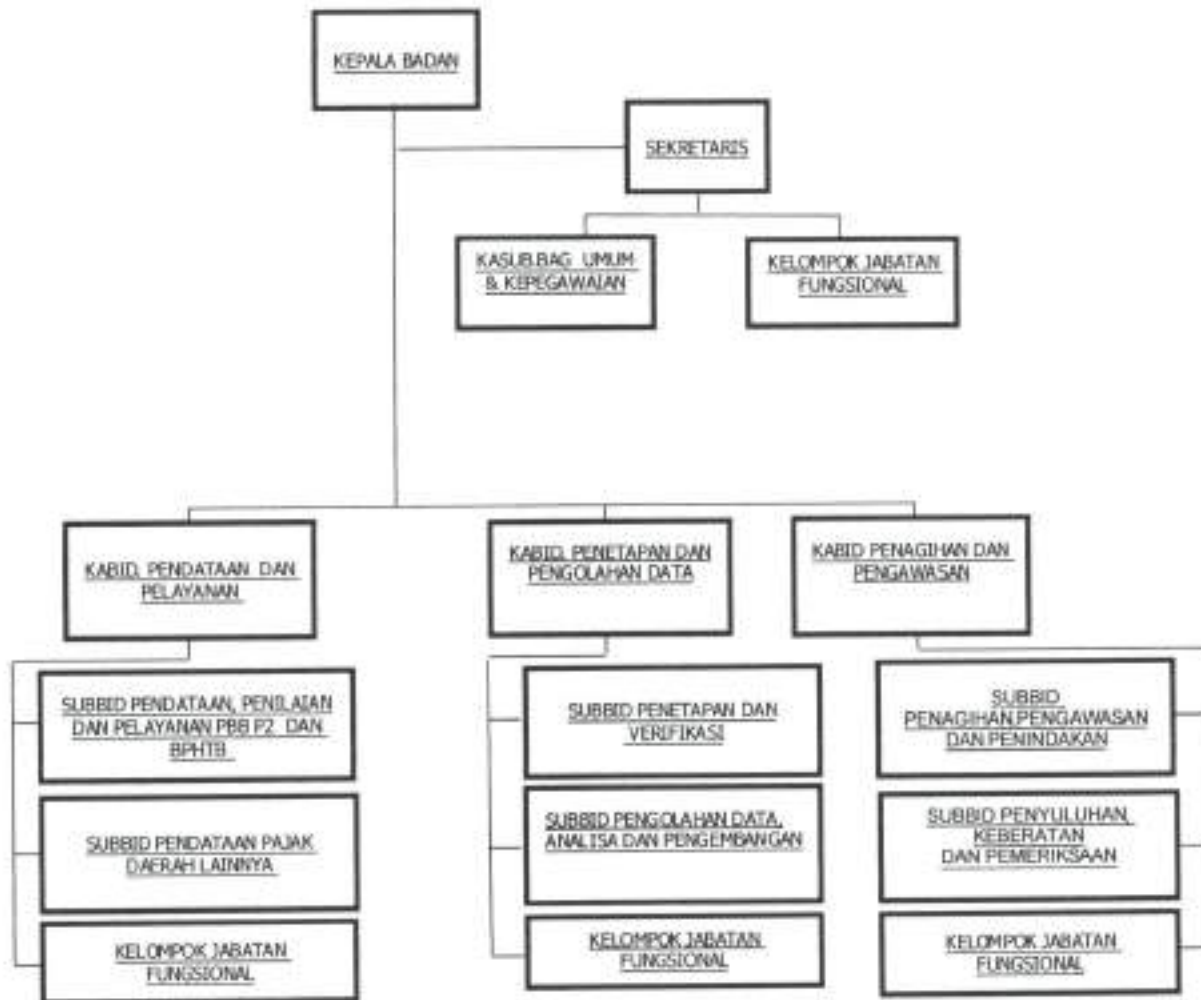 KEPALA BADAN
SEKRETARIS
KASUB.BAG UMUM
& KEPEGAWAIAN
KELOMPOK JABATAN
FUNGSIONAL
KABID. PENDATAAN DAN
PELAYANAN
KABID. PENETAPAN DAN
PENGOLAHAN DATA
KABID PENAGIHAN DAN
PENGAWASAN
SUBBID PENDATAAN, PENILAIAN
DAN PELAYANAN PBB P2 DAN
BPHTB
SUBBID PENDATAAN PAJAK
DAERAH LAINNYA
KELOMPOK JABATAN
FUNGSIONAL
SUBBID PENETAPAN DAN
VERIFIKASI
SUBBID PENGOLAHAN DATA,
ANALISA DAN PENGEMBANGAN
KELOMPOK JABATAN
FUNGSIONAL
SUBBID
PENAGIHAN,PENGAWASAN
DAN PENINDAKAN
SUBBID PENYULUHAN,
KEBERATAN
DAN PEMERIKSAAN
KELOMPOK JABATAN
FUNGSIONAL